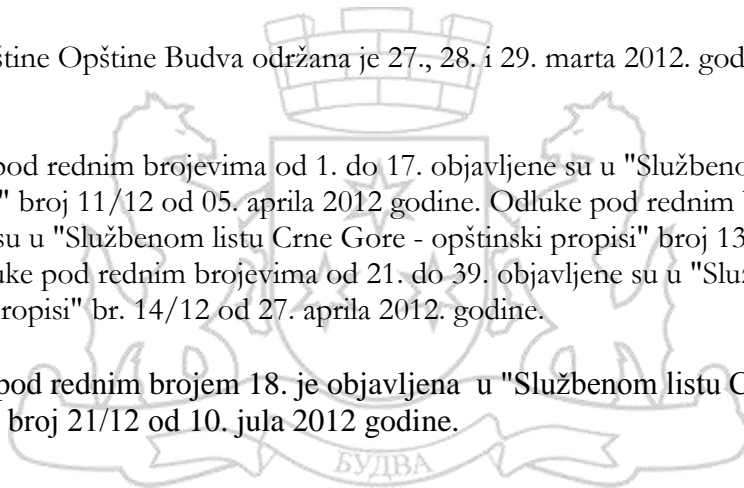 štine Opštine Budva održana je 27., 28. i 29. marta 2012. god
pod rednim brojevima od 1. do 17. objavljene su u "Službeno
" broj 11/12 od 05. aprila 2012 godine. Odluke pod rednim
su u "Službenom listu Crne Gore - opštinski propisi" broj 13
uke pod rednim brojevima od 21. do 39. objavljene su u "Služ
ropisi" br. 14/12 od 27. aprila 2012. godine.
pod rednim brojem 18. je objavljena u "Službenom listu C
broj 21/12 od 10. jula 2012 godine.
БУДВА